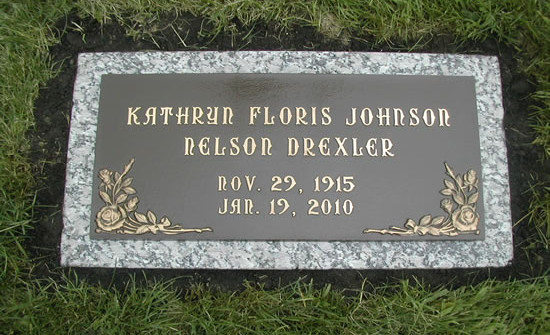 KATHRYN FLORIS JOHNSON
NELSON DREXLER
NOV. 29, 1915
JAN. 19, 2010